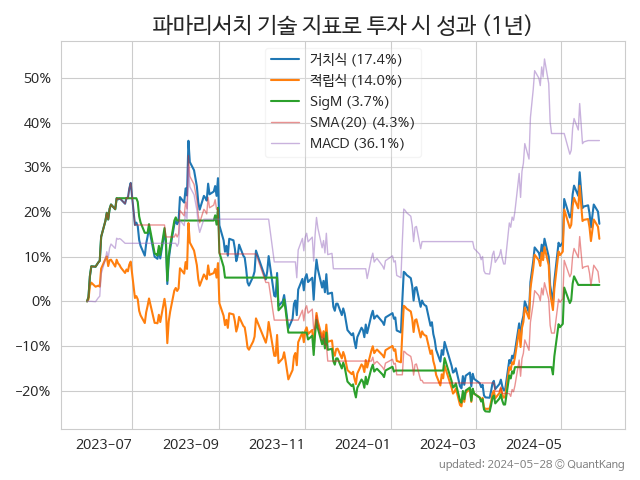 파마리서치 기술 지표로 투자 시 성과 (1년)
거치식 (17.4%)
적립식 (14.0%)
SigM (3.7%)
SMA(20) (4.3%)
MACD (36.1%)
50%
40%
30%
20%
10%
0%
−10%
−20%
2023-07
2023-09
2023-11
2024-01
2024-03
2024-05
updated: 2024-05-28 © QuantKang